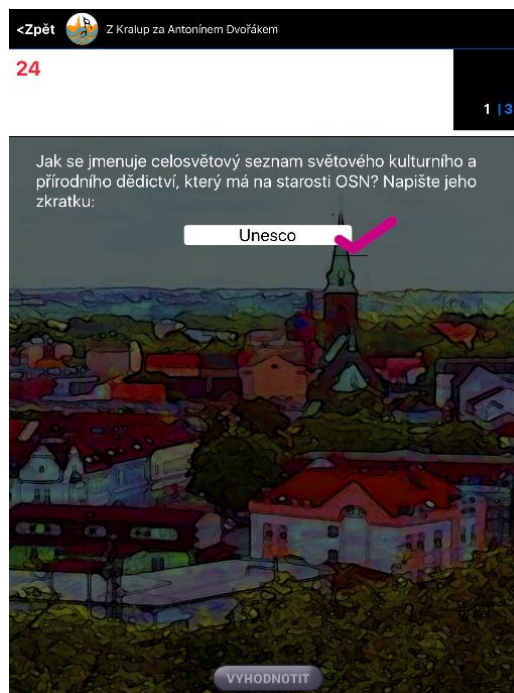 <Zpět
Z Kralup za Antonínem Dvořákem
24
1 | 3
Jak se jmenuje celosvětový seznam světového kulturního a
přírodního dědictví, který má na starosti OSN? Napište jeho
zkratku:
Unesco
VYHODNOTIT